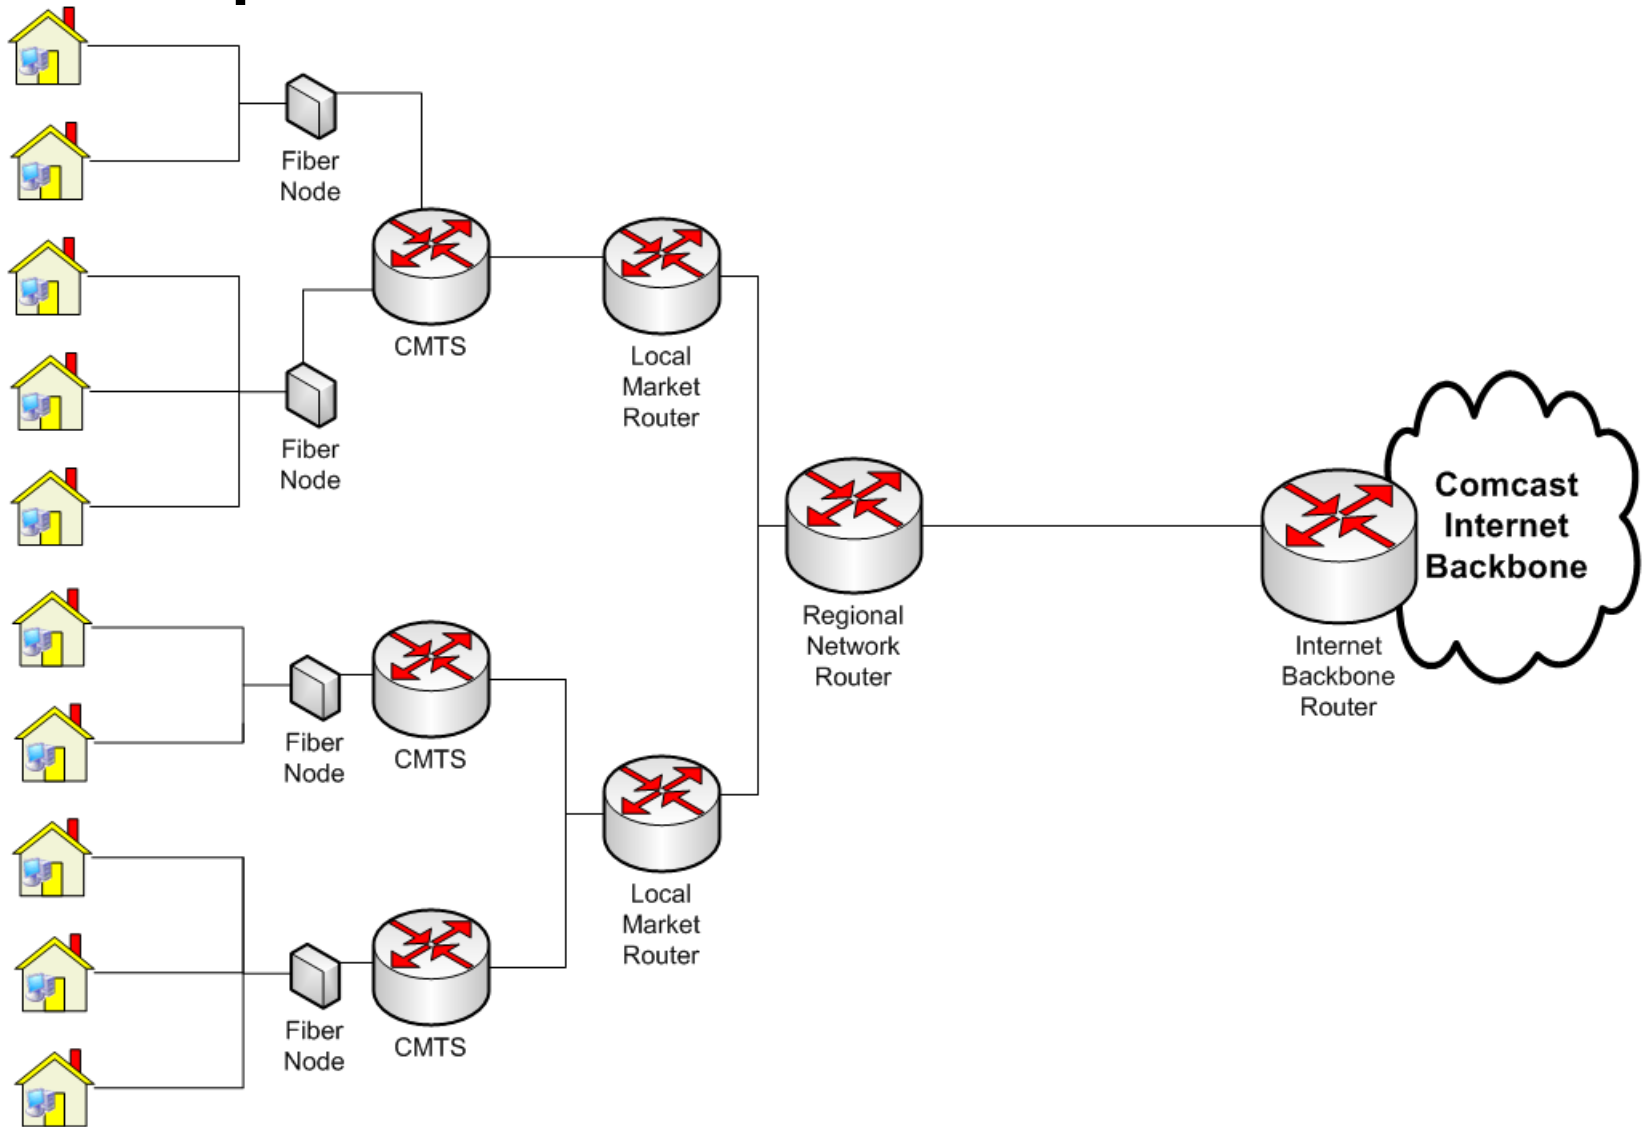 Fiber
Node
CMTS
Local
Market
Router
Fiber
Node
Comcast
Internet
Backbone
Regional
Network
Router
Internet
Backbone
Router
Fiber
Node
CMTS
Local
Market
Router
Fiber
Node
CMTS